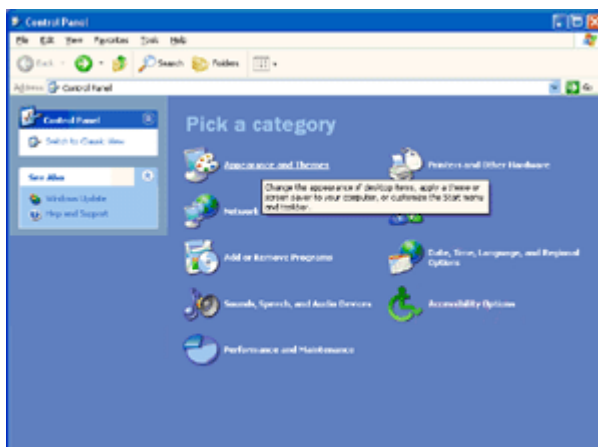 Control Panel
File Edit View Favorites Tools Help
Back Search Folders
Address Control Panel Go
Control Panel
Switch to Classic View
See Also
Windows Update
Help and Support
Pick a category
Appearance and Themes
Printers and Other Hardware
Change the appearance of desktop items, apply a theme or
screen saver to your computer, or customize the Start menu
and taskbar.
Network
Add or Remove Programs
Date, Time, Language, and Regional
Options
Sounds, Speech, and Audio Devices
Accessibility Options
Performance and Maintenance